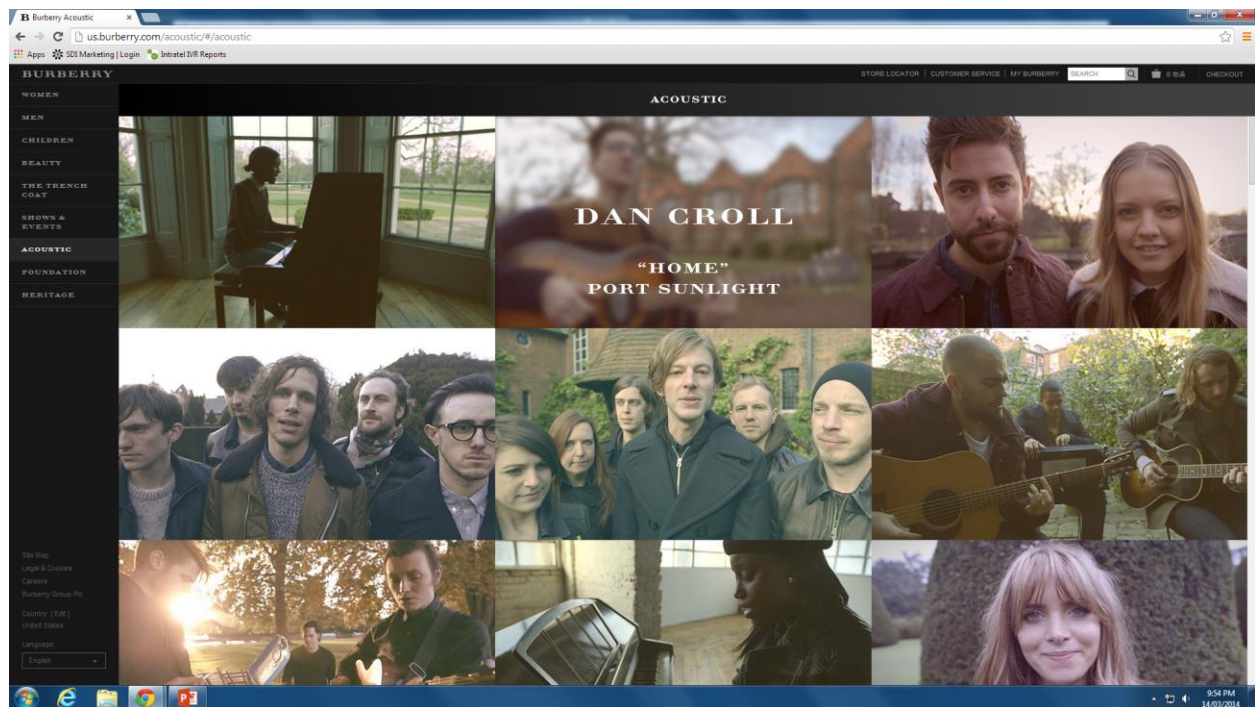 Burberry Acoustic
us.burberry.com/acoustic/#/acoustic
Apps SDI Marketing | Login Intratel IVR Reports
BURBERRY
STORE LOCATOR | CUSTOMER SERVICE | MY BURBERRY SEARCH 0 CHECKOUT
WOMEN
MEN
CHILDREN
BEAUTY
THE TRENCH
COAT
SHOWS &
EVENTS
ACOUSTIC
FOUNDATION
HERITAGE
ACOUSTIC
DAN CROLL
“HOME”
PORT SUNLIGHT
Site Map
Legal & Cookies
Careers
Burberry Group Plc
Country: [ Edit ]
United States
Language:
English
9:54 PM
14/03/2014